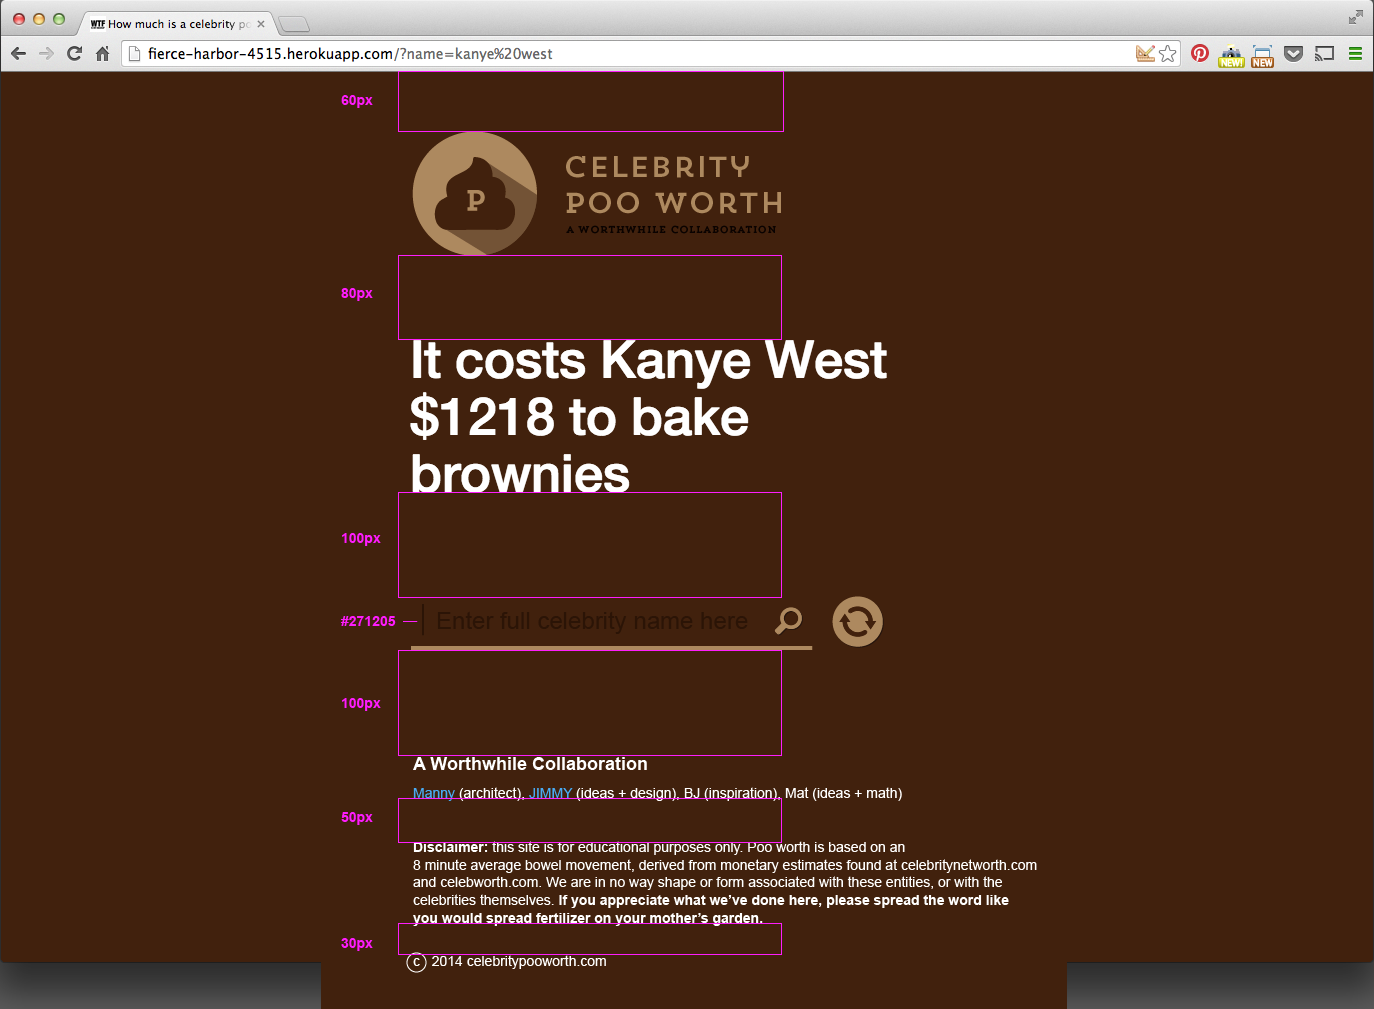 WTF How much is a celebrity po
fierce-harbor-4515.herokuapp.com/?name=kanye%20west
NEW! NEW
60px
P
CELEBRITY
POO WORTH
A WORTHWHILE COLLABORATION
80px
It costs Kanye West
$1218 to bake
brownies
100px
#271205
Enter full celebrity name here
100px
A Worthwhile Collaboration
Manny (architect), JIMMY (ideas + design), BJ (inspiration), Mat (ideas + math)
50px
Disclaimer: this site is for educational purposes only. Poo worth is based on an
8 minute average bowel movement, derived from monetary estimates found at celebritynetworth.com
and celebworth.com. We are in no way shape or form associated with these entities, or with the
celebrities themselves. If you appreciate what we've done here, please spread the word like
you would spread fertilizer on your mother's garden.
30px
© 2014 celebritypooworth.com